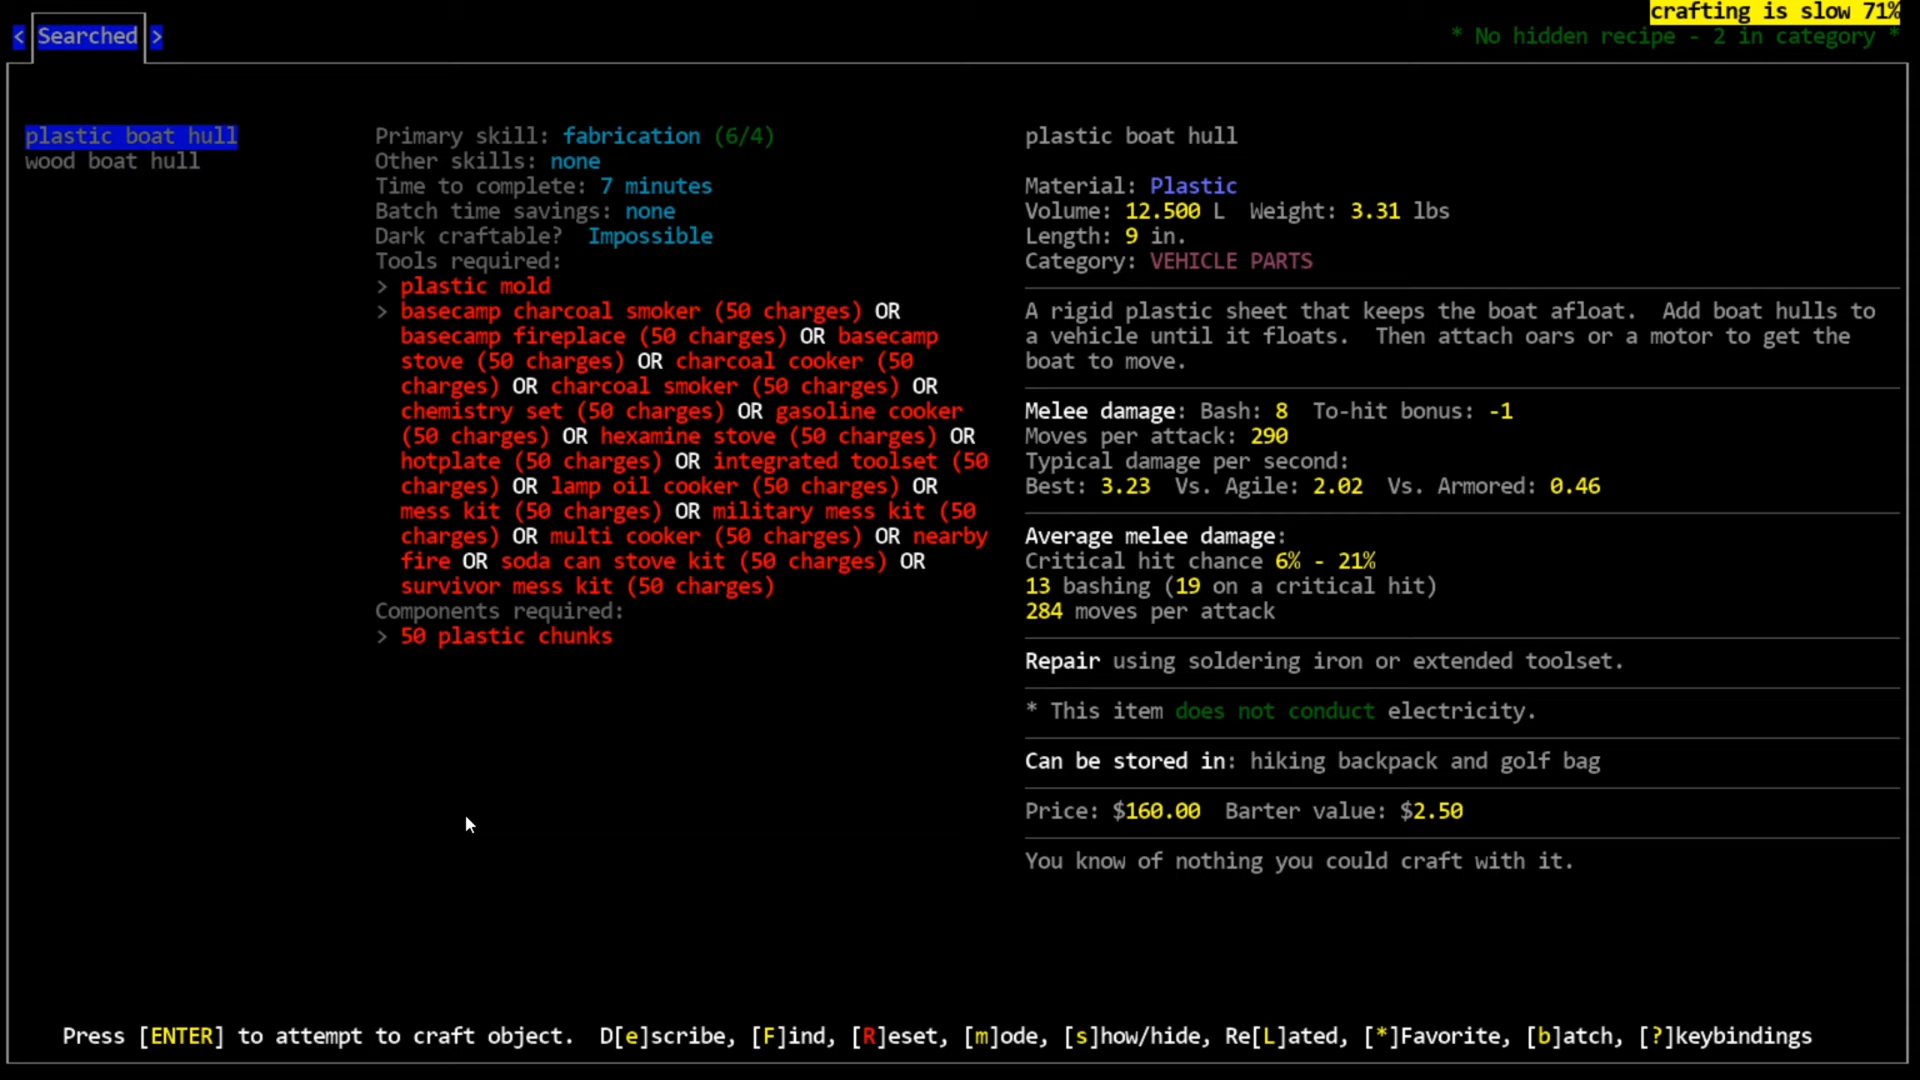 crafting is slow 71%
< Searched >
* No hidden recipe - 2 in category *
plastic boat hull
wood boat hull
Primary skill: fabrication (6/4)
Other skills: none
Time to complete: 7 minutes
Batch time savings: none
Dark craftable?  Impossible
Tools required:
> plastic mold
> basecamp charcoal smoker (50 charges) OR
basecamp fireplace (50 charges) OR basecamp
stove (50 charges) OR charcoal cooker (50
charges) OR charcoal smoker (50 charges) OR
chemistry set (50 charges) OR gasoline cooker
(50 charges) OR hexamine stove (50 charges) OR
hotplate (50 charges) OR integrated toolset (50
charges) OR lamp oil cooker (50 charges) OR
mess kit (50 charges) OR military mess kit (50
charges) OR multi cooker (50 charges) OR nearby
fire OR soda can stove kit (50 charges) OR
survivor mess kit (50 charges)
Components required:
> 50 plastic chunks
plastic boat hull
Material: Plastic
Volume: 12.500 L  Weight: 3.31 lbs
Length: 9 in.
Category: VEHICLE PARTS
A rigid plastic sheet that keeps the boat afloat.  Add boat hulls to
a vehicle until it floats.  Then attach oars or a motor to get the
boat to move.
Melee damage: Bash: 8  To-hit bonus: -1
Moves per attack: 290
Typical damage per second:
Best: 3.23  Vs. Agile: 2.02  Vs. Armored: 0.46
Average melee damage:
Critical hit chance 6% - 21%
13 bashing (19 on a critical hit)
284 moves per attack
Repair using soldering iron or extended toolset.
* This item does not conduct electricity.
Can be stored in: hiking backpack and golf bag
Price: $160.00  Barter value: $2.50
You know of nothing you could craft with it.
Press [ENTER] to attempt to craft object.  D[e]scribe, [F]ind, [R]eset, [m]ode, [s]how/hide, Re[L]ated, [*]Favorite, [b]atch, [?]keybindings